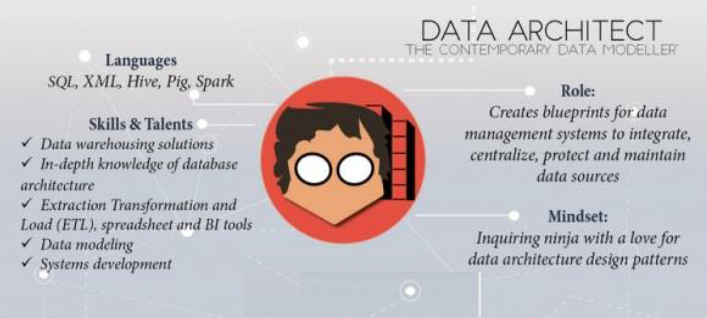 DATA ARCHITECT
THE CONTEMPORARY DATA MODELLER
Languages
SQL, XML, Hive, Pig, Spark
Skills & Talents
✓ Data warehousing solutions
✓ In-depth knowledge of database
architecture
✓ Extraction Transformation and
Load (ETL), spreadsheet and BI tools
✓ Data modeling
✓ Systems development
Role:
Creates blueprints for data
management systems to integrate,
centralize, protect and maintain
data sources
Mindset:
Inquiring ninja with a love for
data architecture design patterns